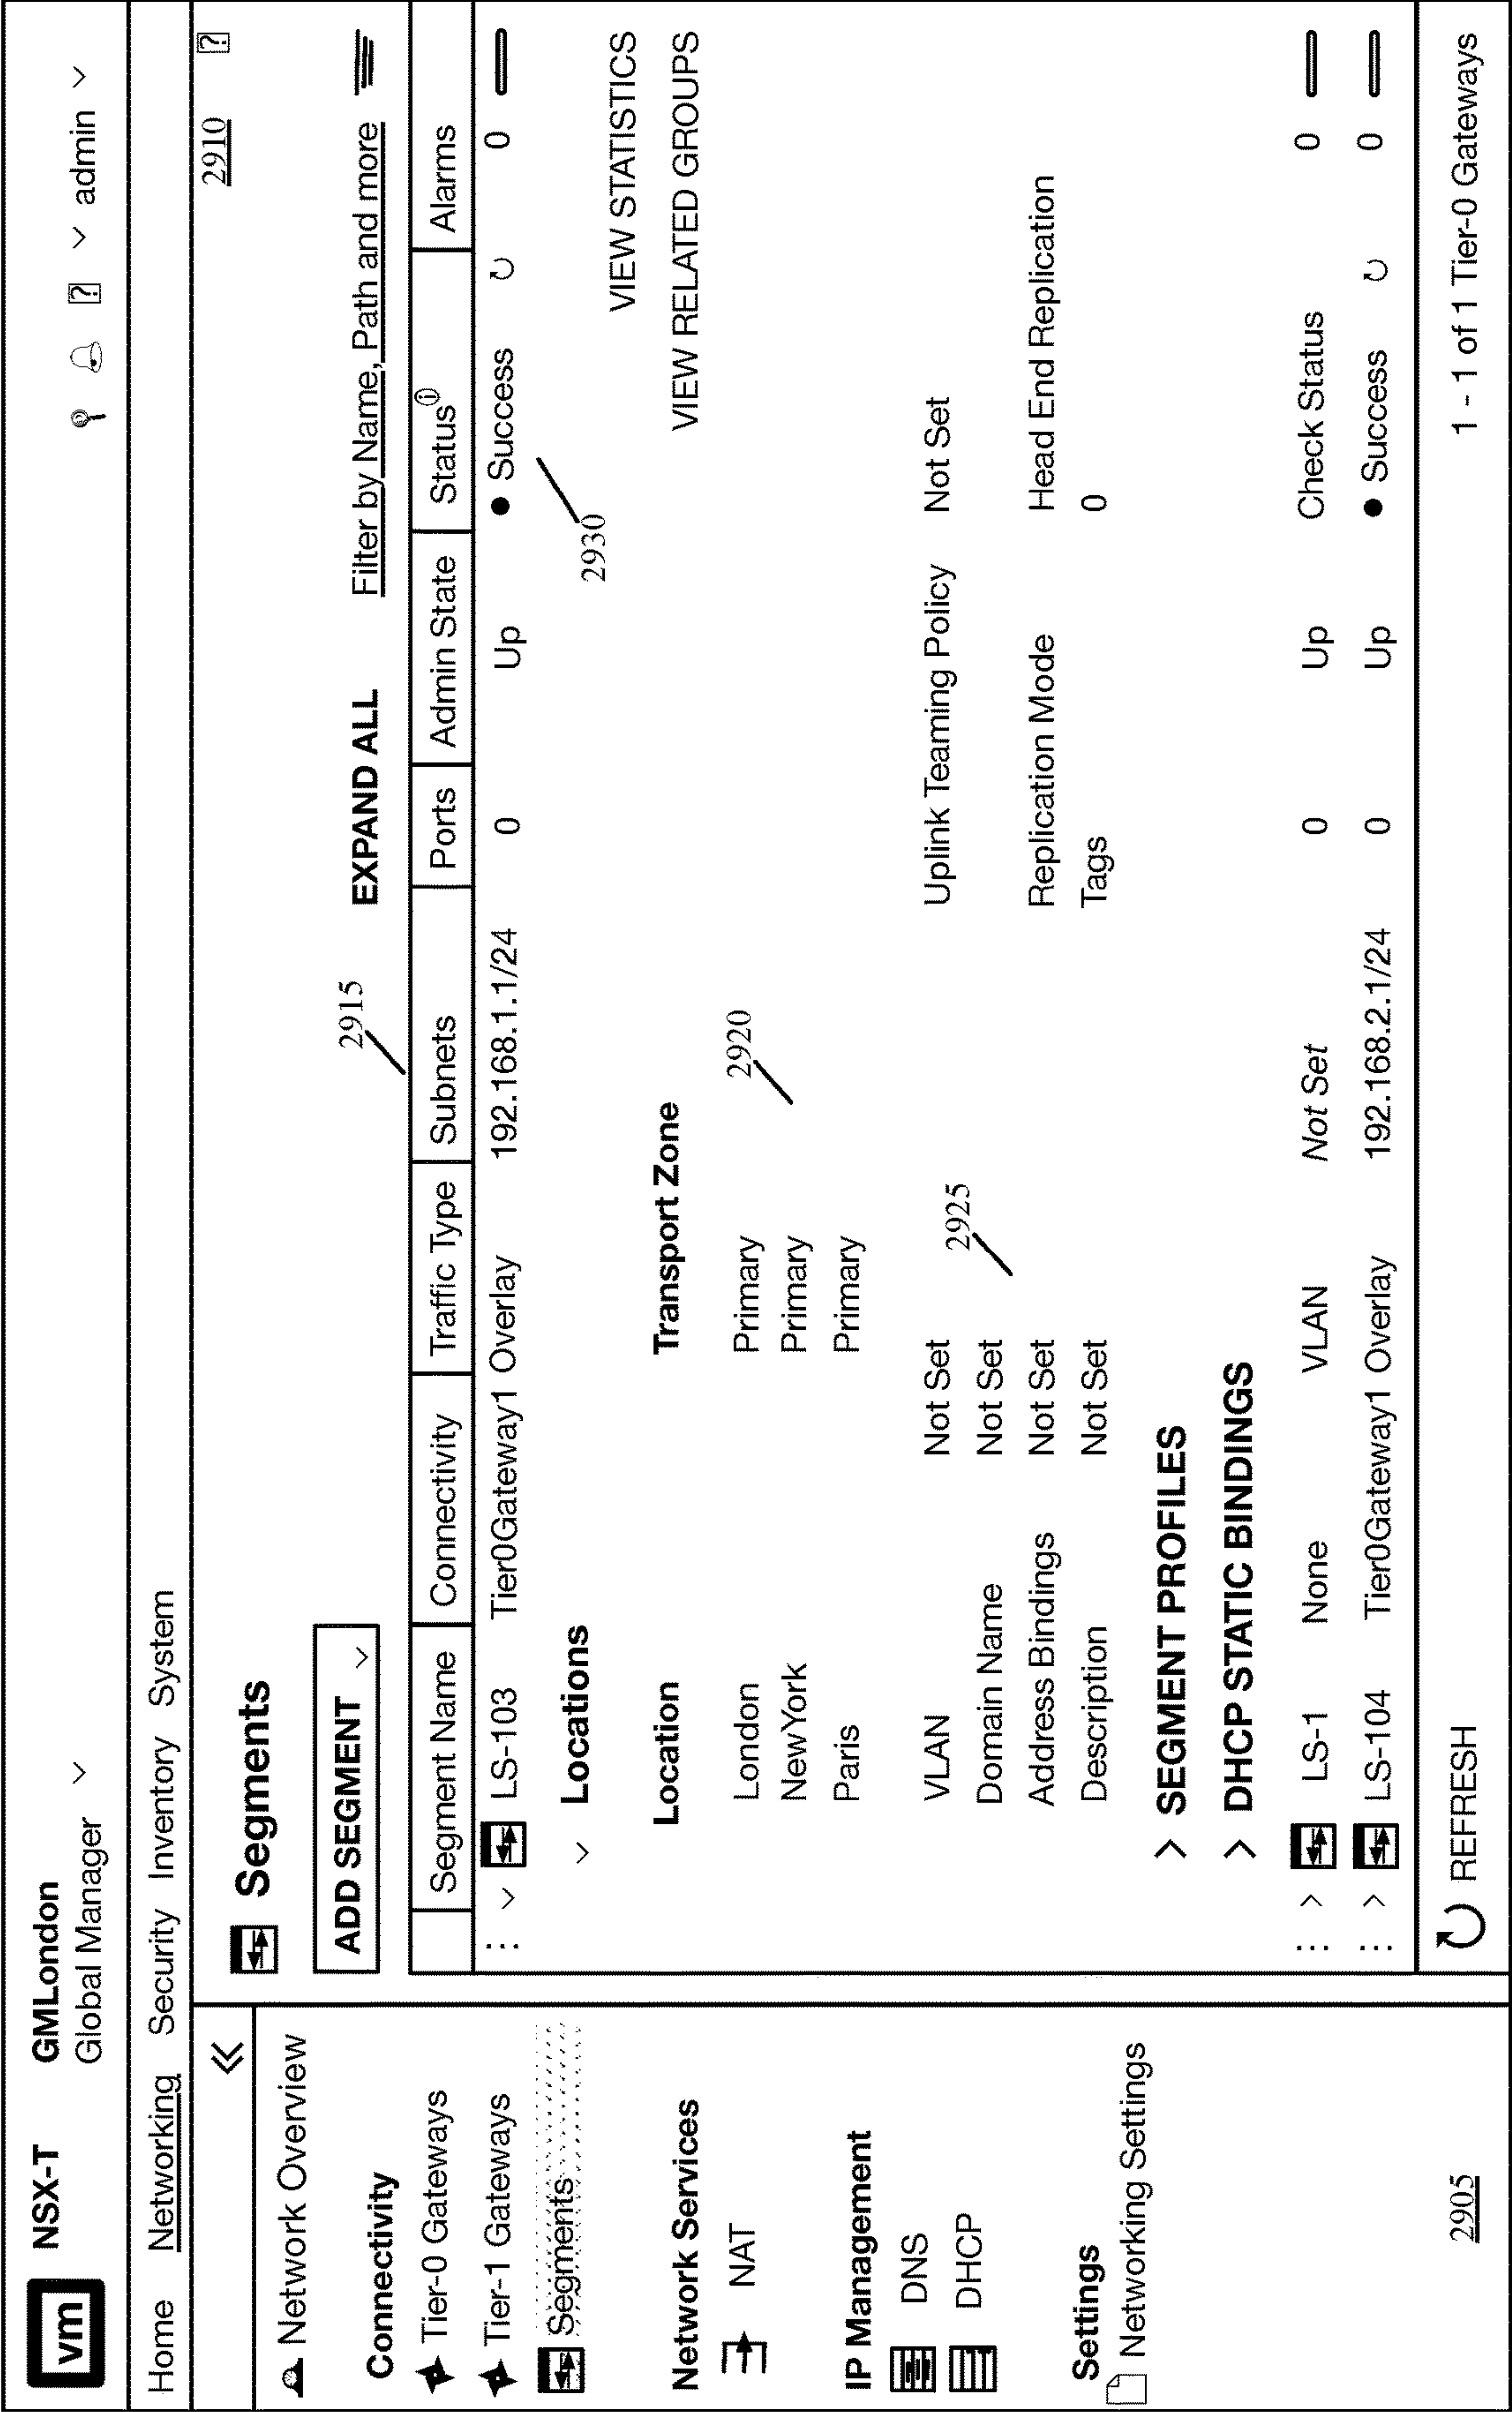 vm NSX-T GMLondon
Global Manager
admin
Home Networking Security Inventory System
2910
Network Overview
Connectivity
Tier-0 Gateways
Tier-1 Gateways
Segments
Network Services
NAT
IP Management
DNS
DHCP
Settings
Networking Settings
2905
Segments
ADD SEGMENT
2915
EXPAND ALL Filter by Name, Path and more
Segment Name Connectivity Traffic Type Subnets Ports Admin State Status Alarms
LS-103 Tier0Gateway1 Overlay 192.168.1.1/24 0 Up Success 0
2930
Locations
VIEW STATISTICS
Location Transport Zone VIEW RELATED GROUPS
2920
London Primary
NewYork Primary
Paris Primary
2925
VLAN Not Set Uplink Teaming Policy Not Set
Domain Name Not Set
Address Bindings Not Set Replication Mode Head End Replication
Description Not Set Tags 0
> SEGMENT PROFILES
> DHCP STATIC BINDINGS
LS-1 None VLAN Not Set 0 Up Check Status 0
LS-104 Tier0Gateway1 Overlay 192.168.2.1/24 0 Up Success 0
REFRESH 1 - 1 of 1 Tier-0 Gateways